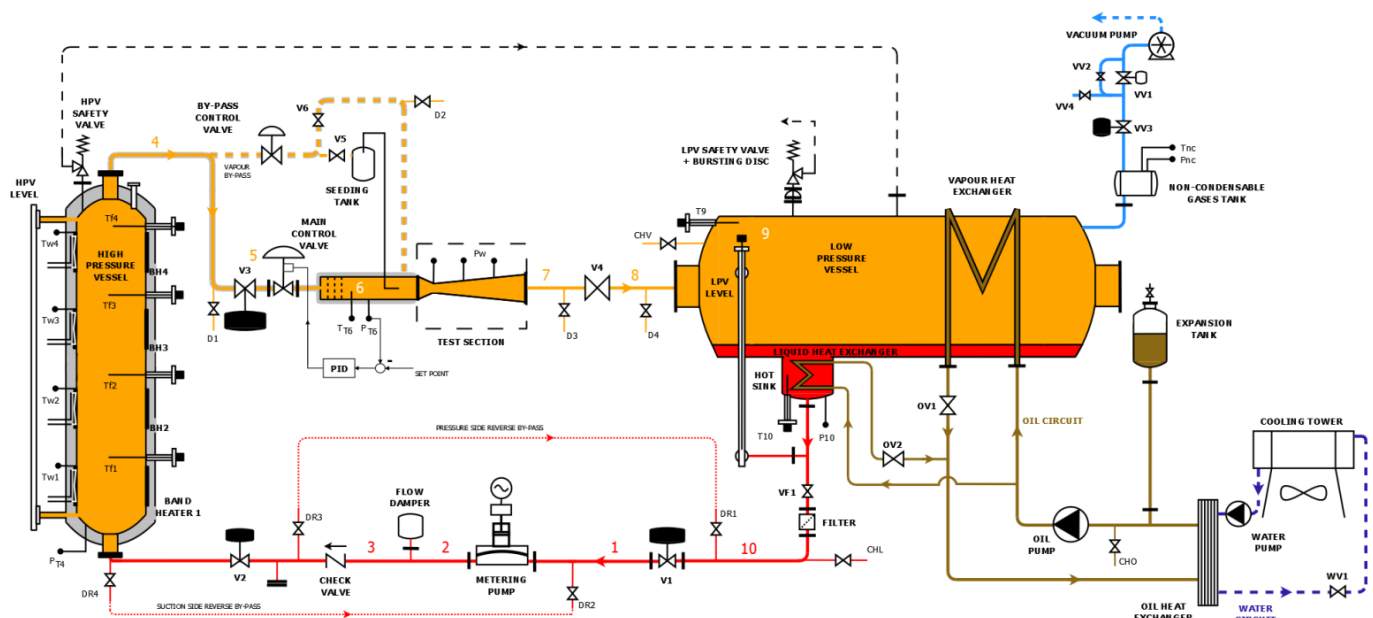 VACUUM PUMP
VV2
VV1
VV4
VV3
Tnc
Pnc
NON-CONDENSABLE
GASES TANK
HPV
SAFETY
VALVE
BY-PASS
CONTROL
VALVE
V6
D2
V5
4
VAPOUR
BY-PASS
SEEDING
TANK
LPV SAFETY VALVE
+ BURSTING DISC
VAPOUR HEAT
EXCHANGER
HPV
LEVEL
Tf4
Tw4
HIGH
PRESSURE
VESSEL
BH4
MAIN
CONTROL
VALVE
5
V3
6
Pw
7
V4
8
T9
9
CHV
LOW
PRESSURE
VESSEL
LPV
LEVEL
Tf3
Tw3
BH3
D1
T T6
P T6
TEST SECTION
D3
D4
EXPANSION
TANK
PID
-
SET POINT
LIQUID HEAT EXCHANGER
HOT
SINK
Tf2
Tw2
BH2
T10
P10
OV1
OIL CIRCUIT
COOLING TOWER
PRESSURE SIDE REVERSE BY-PASS
OV2
Tf1
Tw1
BAND
HEATER 1
FLOW
DAMPER
VF1
FILTER
DR3
DR1
OIL
PUMP
WATER
PUMP
PT4
V2
CHECK
VALVE
3
2
METERING
PUMP
1
V1
10
CHL
CHO
DR4
SUCTION SIDE REVERSE BY-PASS
DR2
WV1
OIL HEAT
EXCHANGER
WATER
CIRCUIT